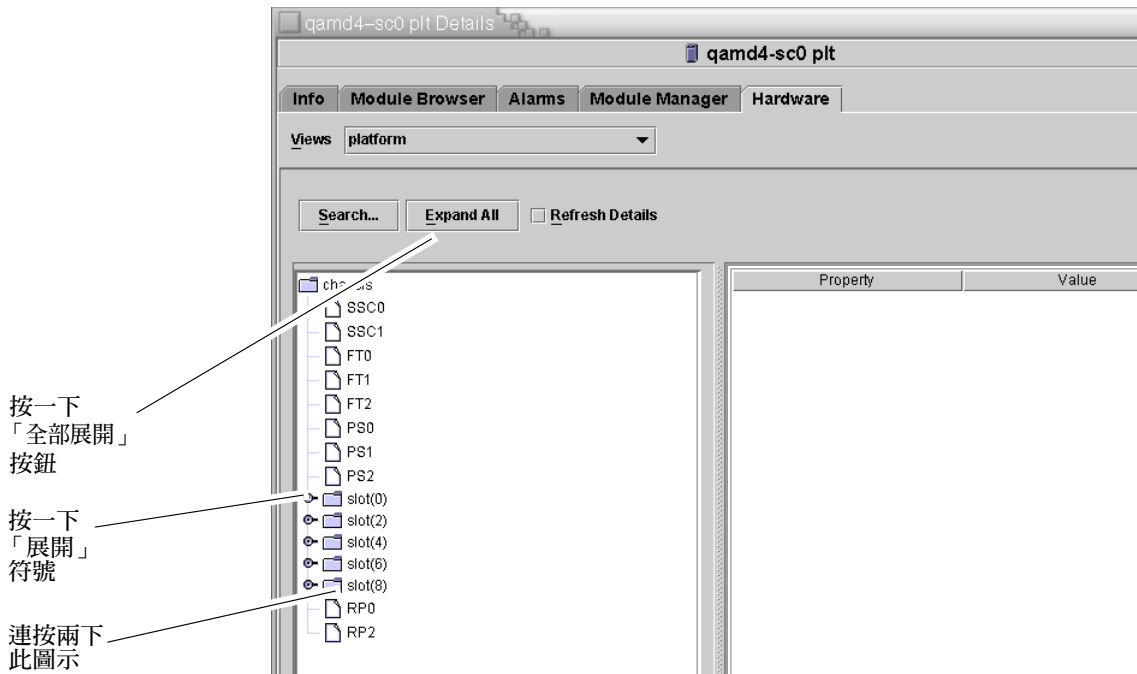 qamd4–sc0 plt Details
qamd4-sc0 plt
Info Module Browser Alarms Module Manager Hardware
Views platform
Search... Expand All Refresh Details
Property Value
SSC0
SSC1
FT0
FT1
FT2
PS0
PS1
PS2
slot(0)
slot(2)
slot(4)
slot(6)
slot(8)
RP0
RP2
按一下
「全部展開」
按鈕
按一下
「展開」
符號
連按兩下
此圖示